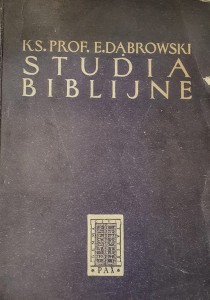 KS. PROF. E. DĄBROWSKI
STUDIA
BIBLIJNE
PAX